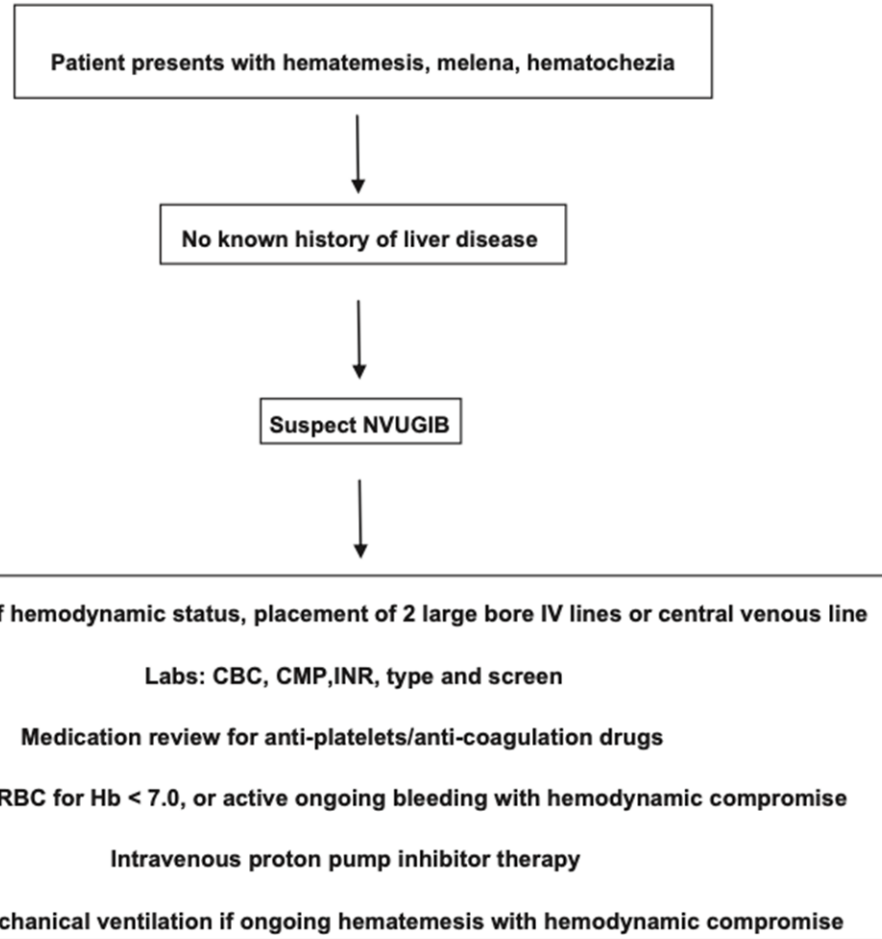 Patient presents with hematemesis, melena, hematochezia
No known history of liver disease
Suspect NVUGIB
hemodynamic status, placement of 2 large bore IV lines or central venous line
Labs: CBC, CMP,INR, type and screen
Medication review for anti-platelets/anti-coagulation drugs
RBC for Hb < 7.0, or active ongoing bleeding with hemodynamic compromise
Intravenous proton pump inhibitor therapy
chanical ventilation if ongoing hematemesis with hemodynamic compromise